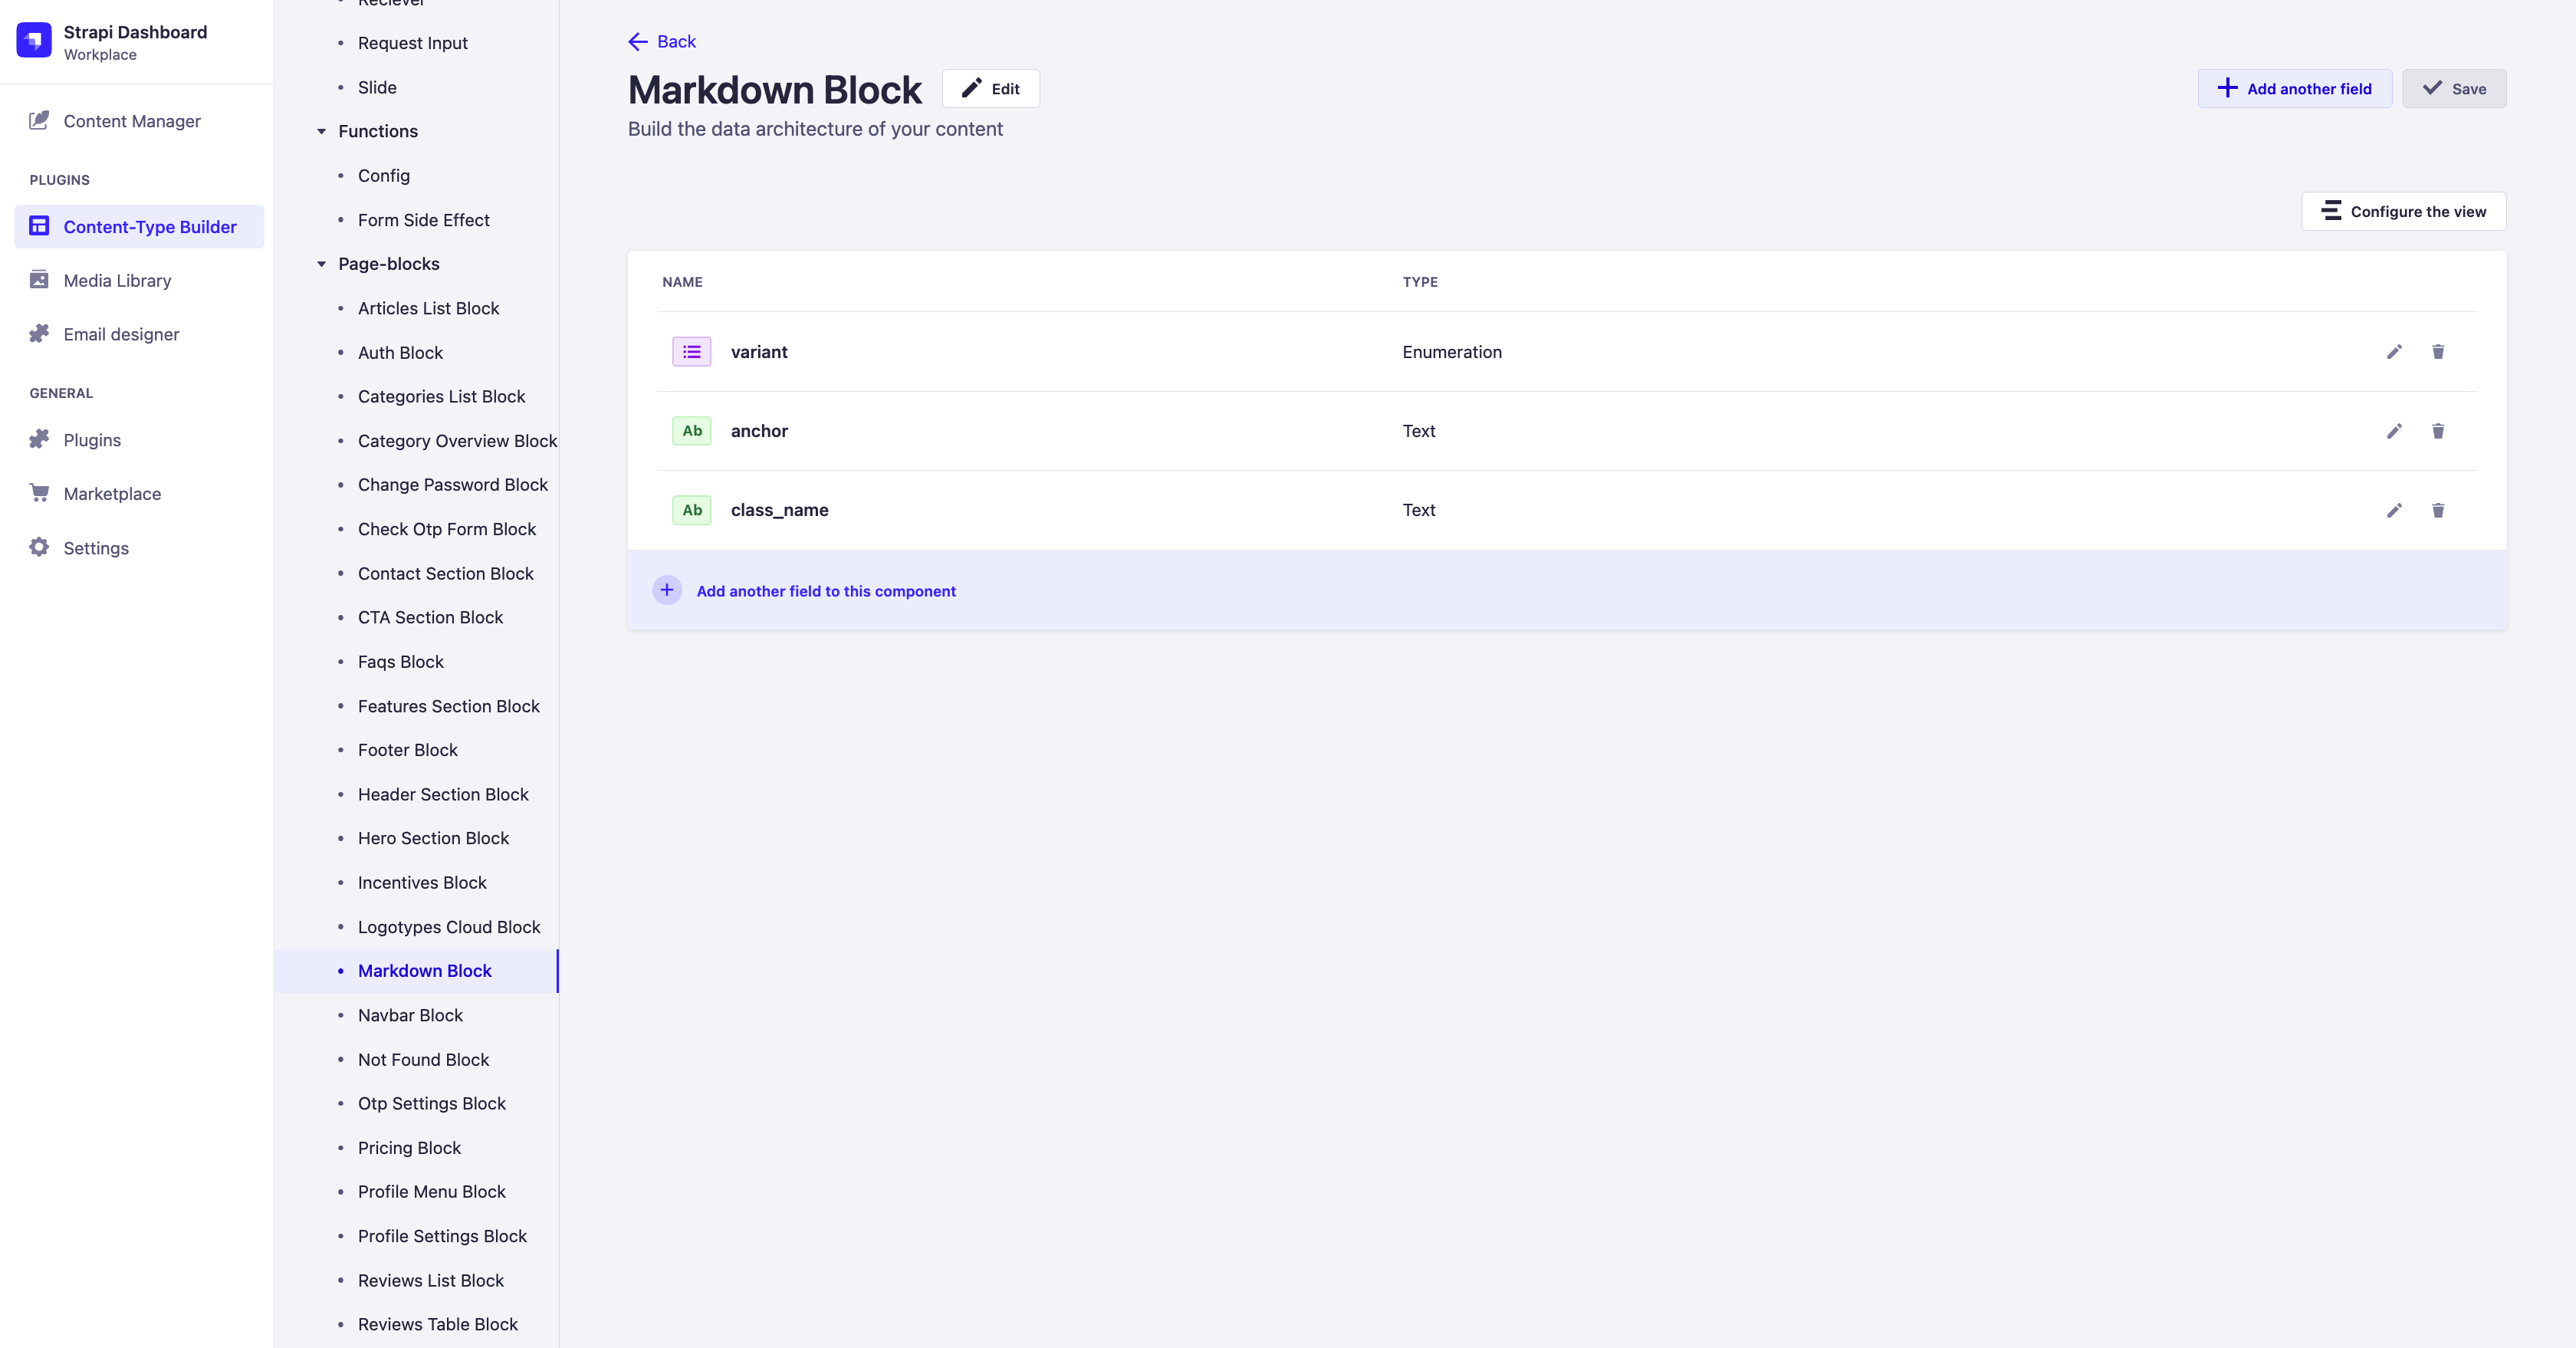 Strapi Dashboard
Workplace
Content Manager
PLUGINS
Content-Type Builder
Media Library
Email designer
GENERAL
Plugins
Marketplace
Settings
Reciever
Request Input
Slide
Functions
Config
Form Side Effect
Page-blocks
Articles List Block
Auth Block
Categories List Block
Category Overview Block
Change Password Block
Check Otp Form Block
Contact Section Block
CTA Section Block
Faqs Block
Features Section Block
Footer Block
Header Section Block
Hero Section Block
Incentives Block
Logotypes Cloud Block
Markdown Block
Navbar Block
Not Found Block
Otp Settings Block
Pricing Block
Profile Menu Block
Profile Settings Block
Reviews List Block
Reviews Table Block
Back
Markdown Block Edit
Add another field Save
Build the data architecture of your content
Configure the view
NAME TYPE
variant Enumeration
Ab anchor Text
Ab class_name Text
Add another field to this component